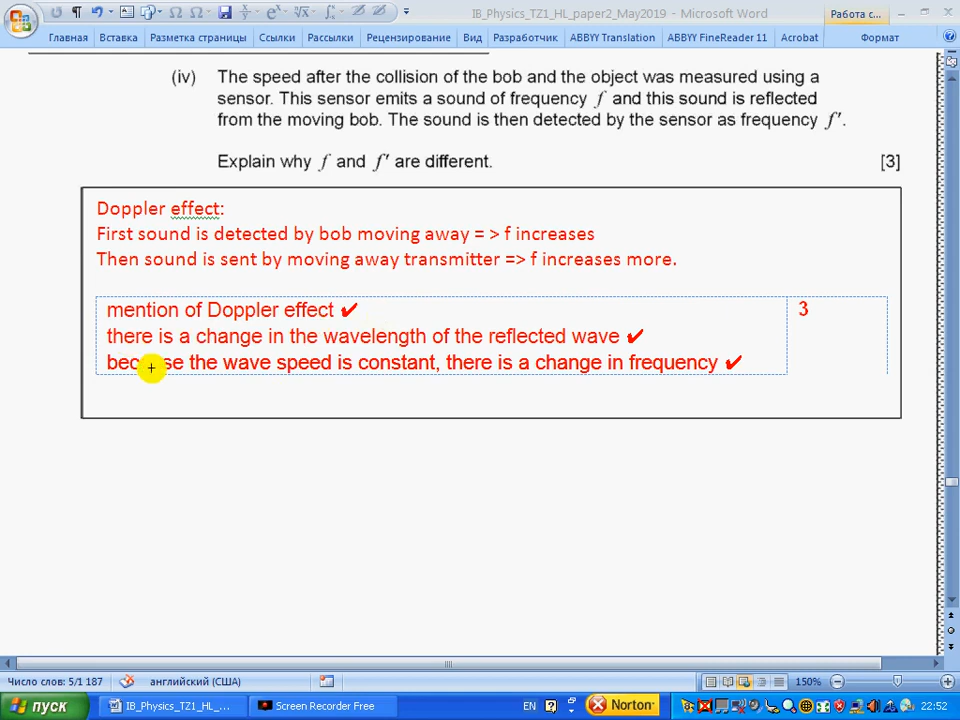 IB_Physics_TZ1_HL_paper2_May2019 - Microsoft Word
Работа с...
Главная Вставка Разметка страницы Ссылки Рассылки Рецензирование Вид Разработчик ABBYY Translation ABBYY FineReader 11 Acrobat Формат
(iv) The speed after the collision of the bob and the object was measured using a
sensor. This sensor emits a sound of frequency f and this sound is reflected
from the moving bob. The sound is then detected by the sensor as frequency f′.
Explain why f and f′ are different. [3]
Doppler effect:
First sound is detected by bob moving away = > f increases
Then sound is sent by moving away transmitter => f increases more.
mention of Doppler effect ✔ 3
there is a change in the wavelength of the reflected wave ✔
because the wave speed is constant, there is a change in frequency ✔
Число слов: 5/1 187 английский (США) 150%
пуск IB_Physics_TZ1_HL_... Screen Recorder Free EN Norton 22:52